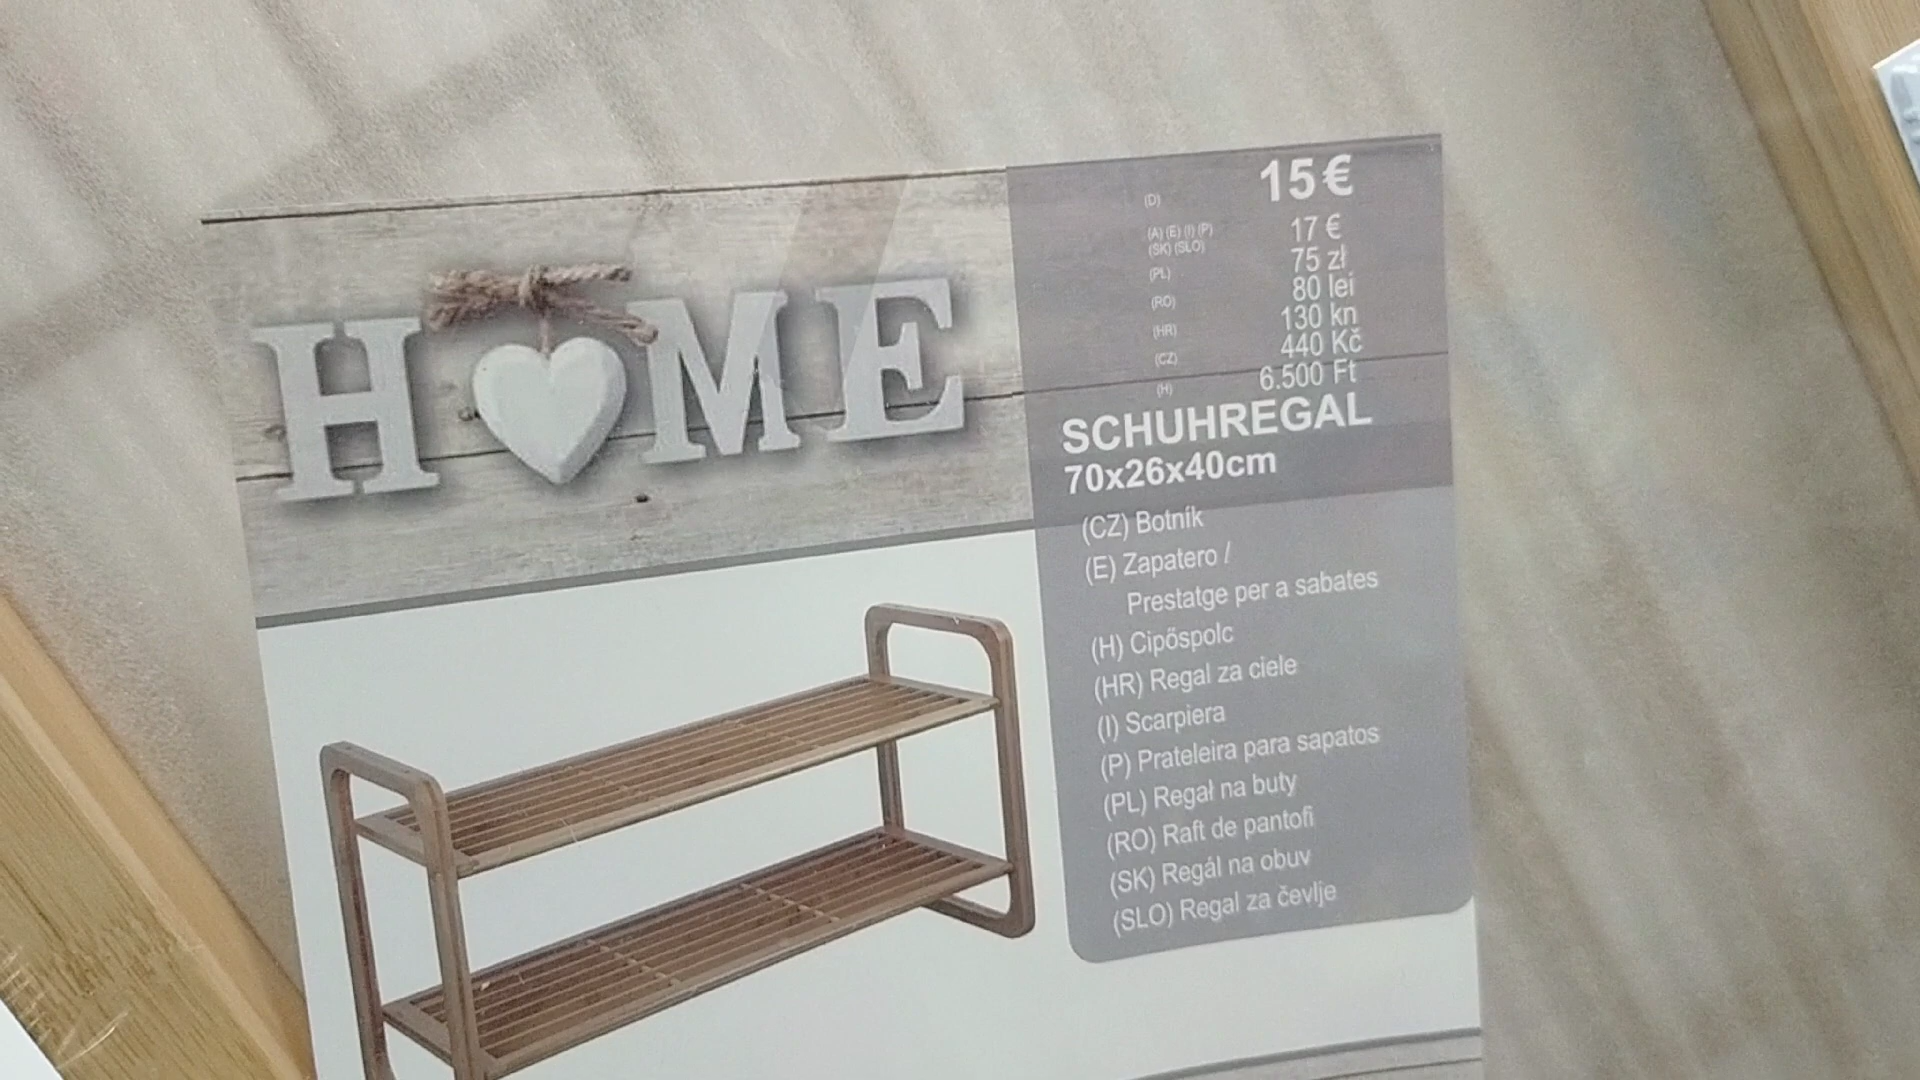 HOME
(D) 15€
(A) (E) (I) (P)
(SK) (SLO) 17 €
(PL) 75 zł
(RO) 80 lei
(HR) 130 kn
(CZ) 440 Kč
(H) 6.500 Ft
SCHUHREGAL
70x26x40cm
(CZ) Botník
(E) Zapatero /
Prestatge per a sabates
(H) Cipőspolc
(HR) Regal za ciele
(I) Scarpiera
(P) Prateleira para sapatos
(PL) Regał na buty
(RO) Raft de pantofi
(SK) Regál na obuv
(SLO) Regal za čevlje